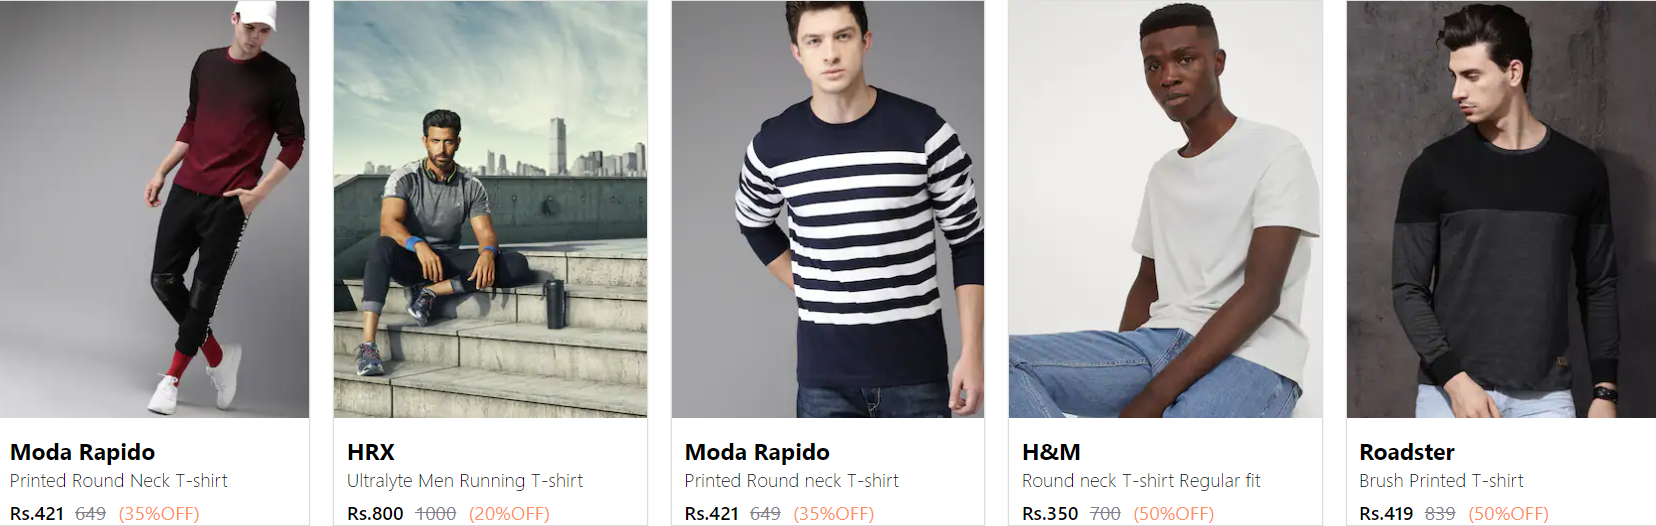 Moda Rapido
Printed Round Neck T-shirt
Rs.421 649 (35%OFF)
HRX
Ultralyte Men Running T-shirt
Rs.800 1000 (20%OFF)
Moda Rapido
Printed Round neck T-shirt
Rs.421 649 (35%OFF)
H&M
Round neck T-shirt Regular fit
Rs.350 700 (50%OFF)
Roadster
Brush Printed T-shirt
Rs.419 839 (50%OFF)